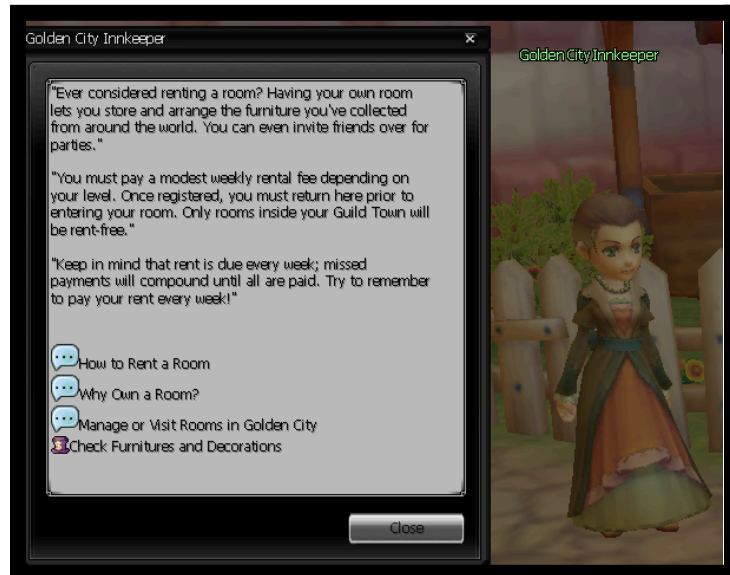 Golden City Innkeeper
Golden City Innkeeper
"Ever considered renting a room? Having your own room
lets you store and arrange the furniture you've collected
from around the world. You can even invite friends over for
parties."
"You must pay a modest weekly rental fee depending on
your level. Once registered, you must return here prior to
entering your room. Only rooms inside your Guild Town will
be rent-free."
"Keep in mind that rent is due every week; missed
payments will compound until all are paid. Try to remember
to pay your rent every week!"
How to Rent a Room
Why Own a Room?
Manage or Visit Rooms in Golden City
Check Furnitures and Decorations
Close